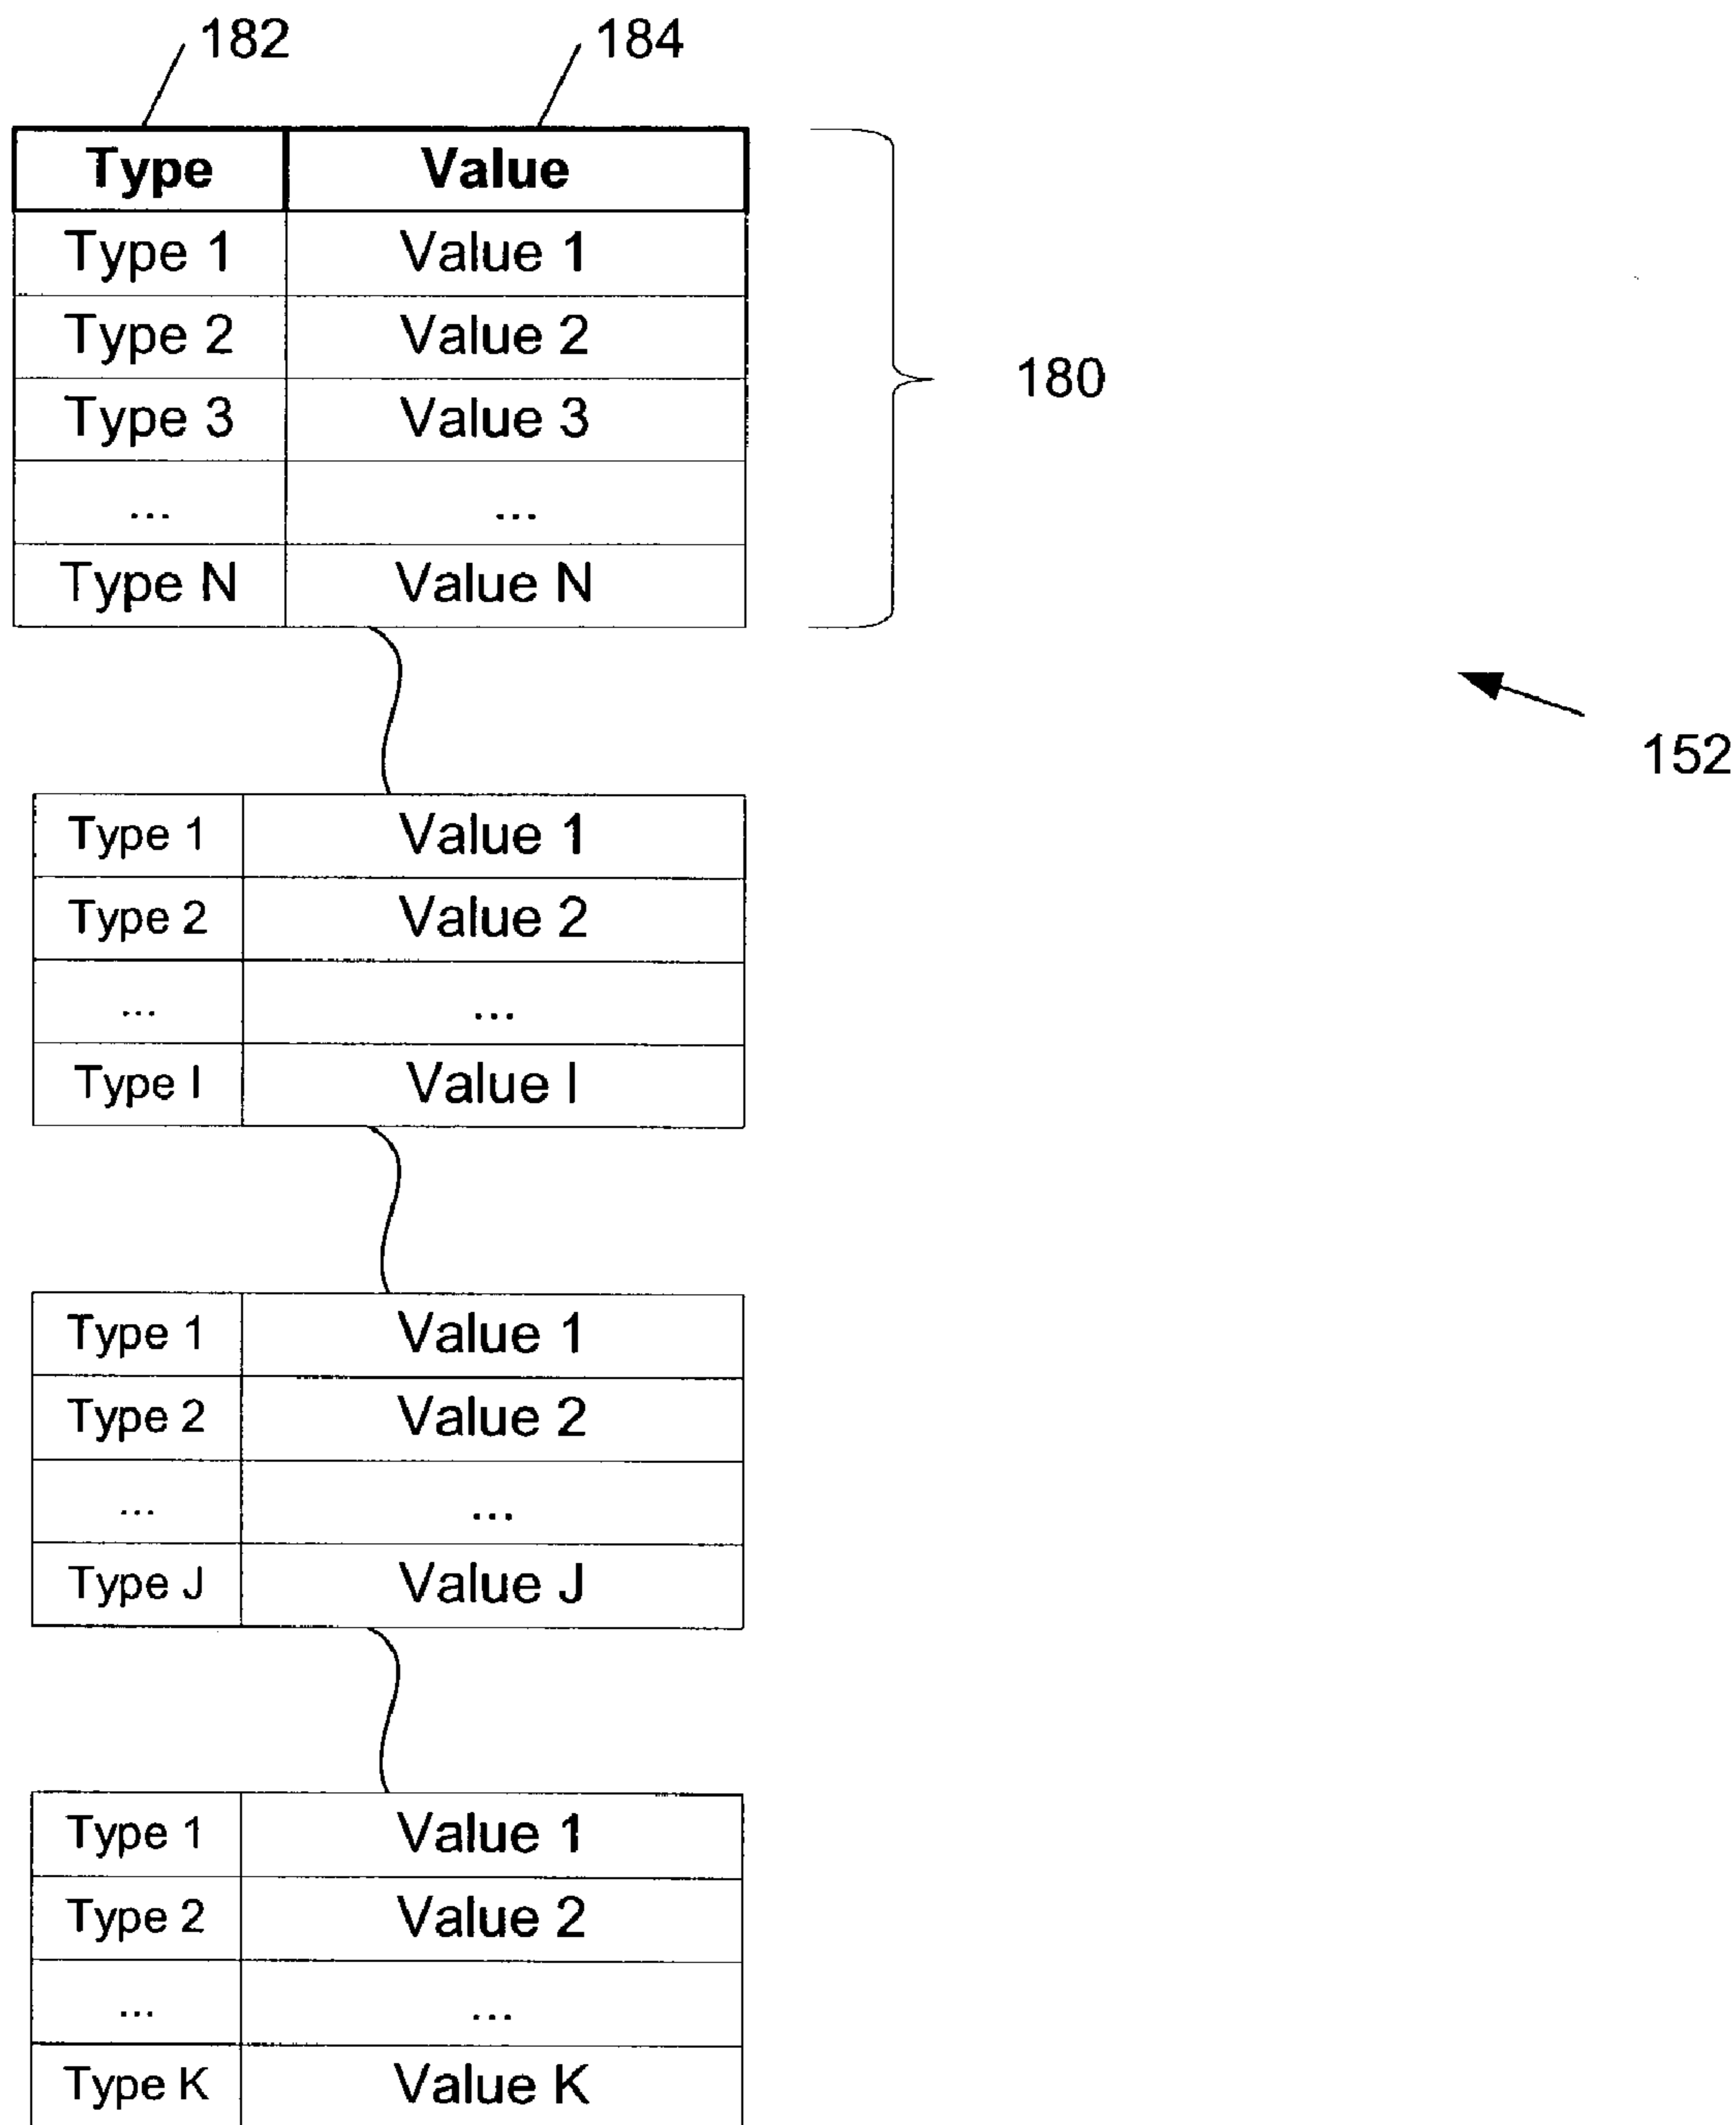 182 184
Type Value
Type 1 Value 1
Type 2 Value 2
Type 3 Value 3
... ...
Type N Value N
180
152
Type 1 Value 1
Type 2 Value 2
... ...
Type I Value I
Type 1 Value 1
Type 2 Value 2
... ...
Type J Value J
Type 1 Value 1
Type 2 Value 2
... ...
Type K Value K